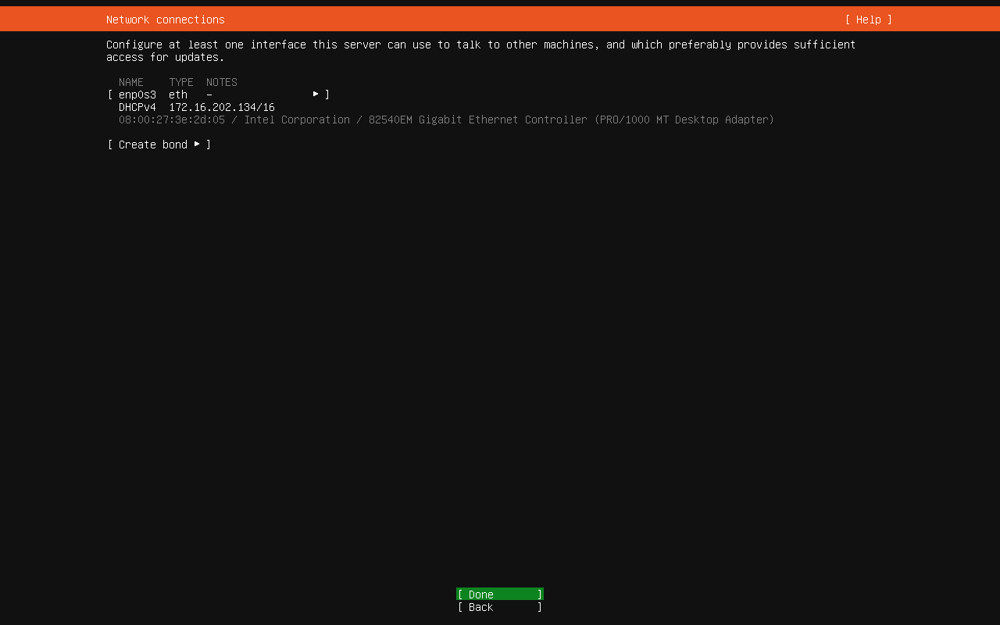 Network connections [ Help ]
Configure at least one interface this server can use to talk to other machines, and which preferably provides sufficient
access for updates.
NAME TYPE NOTES
[ enp0s3 eth – ▸ ]
DHCPv4 172.16.202.134/16
08:00:27:3e:2d:05 / Intel Corporation / 82540EM Gigabit Ethernet Controller (PRO/1000 MT Desktop Adapter)
[ Create bond ▸ ]
[ Done ]
[ Back ]